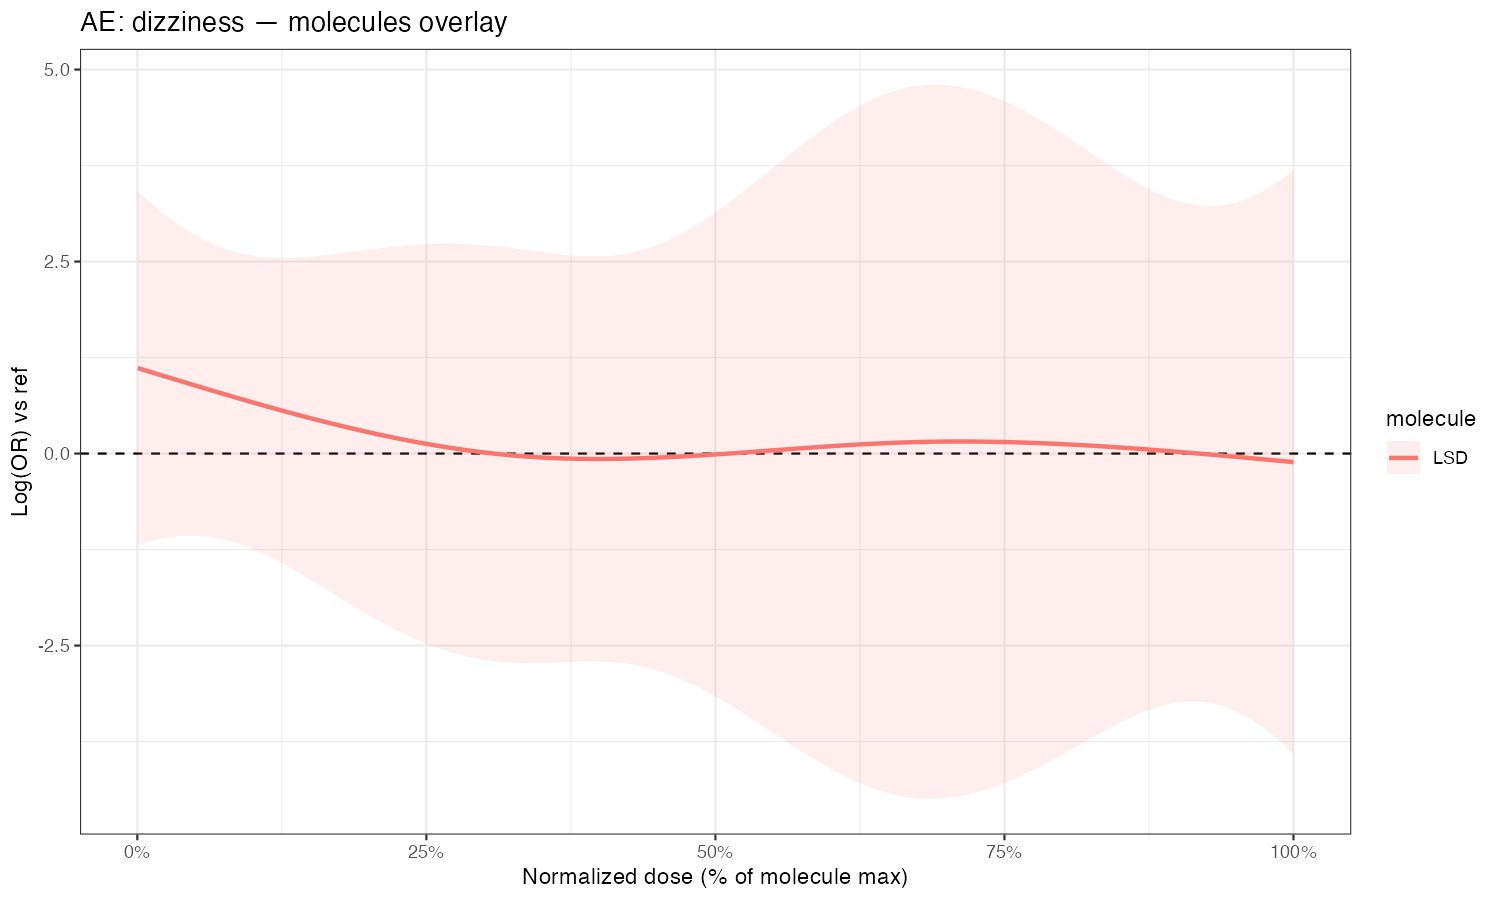 AE: dizziness — molecules overlay
5.0
2.5
0.0
-2.5
Log(OR) vs ref
0%
25%
50%
75%
100%
Normalized dose (% of molecule max)
molecule
LSD